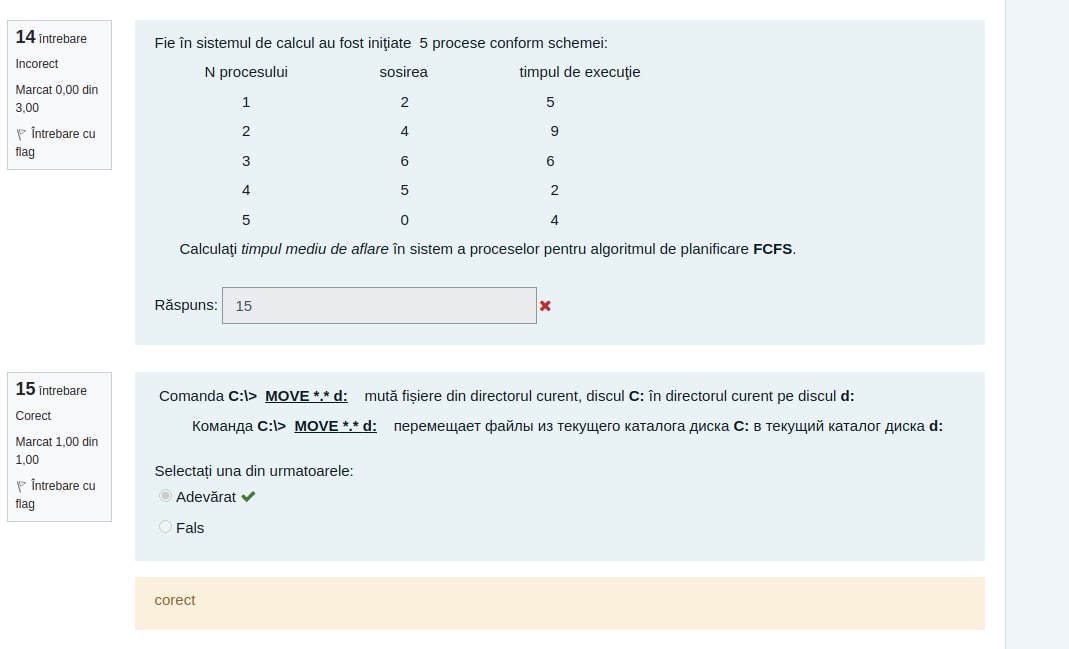 14 întrebare
Incorect
Marcat 0,00 din
3,00
Întrebare cu
flag
Fie în sistemul de calcul au fost iniţiate 5 procese conform schemei:
N procesului sosirea timpul de execuţie
1 2 5
2 4 9
3 6 6
4 5 2
5 0 4
Calculaţi timpul mediu de aflare în sistem a proceselor pentru algoritmul de planificare FCFS.
Răspuns: 15
15 întrebare
Corect
Marcat 1,00 din
1,00
Întrebare cu
flag
Comanda C:\> MOVE *.* d: mută fișiere din directorul curent, discul C: în directorul curent pe discul d:
Команда C:\> MOVE *.* d: перемещает файлы из текущего каталога диска C: в текущий каталог диска d:
Selectați una din urmatoarele:
Adevărat
Fals
corect